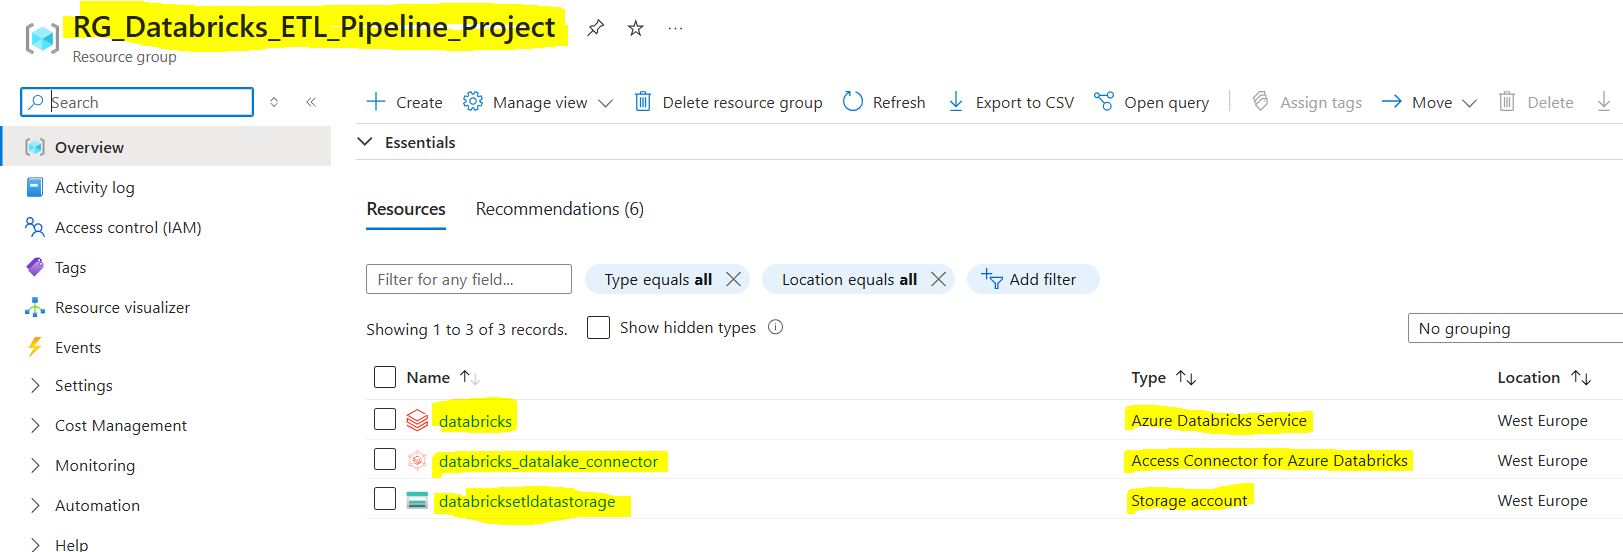 RG_Databricks_ETL_Pipeline_Project
Resource group
Search
Create Manage view Delete resource group Refresh Export to CSV Open query Assign tags Move Delete
Overview
Essentials
Activity log
Resources Recommendations (6)
Access control (IAM)
Tags
Filter for any field... Type equals all Location equals all Add filter
Resource visualizer
Showing 1 to 3 of 3 records. Show hidden types No grouping
Events
Settings
Name Type Location
databricks Azure Databricks Service West Europe
Cost Management
Monitoring
databricks_datalake_connector Access Connector for Azure Databricks West Europe
databricksetldatastorage Storage account West Europe
Automation
Help